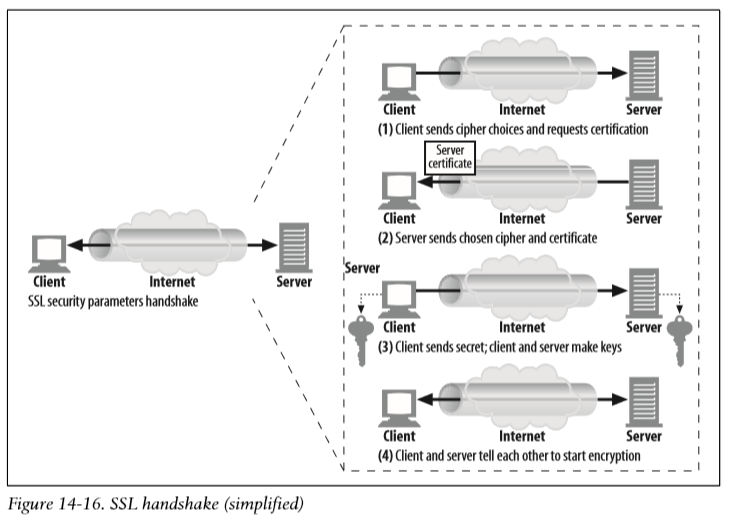 Client
Internet
Server
(1) Client sends cipher choices and requests certification
Server
certificate
Client
Internet
Server
(2) Server sends chosen cipher and certificate
Client
Internet
Server
SSL security parameters handshake
Server
Client
Internet
Server
(3) Client sends secret; client and server make keys
Client
Internet
Server
(4) Client and server tell each other to start encryption
Figure 14-16. SSL handshake (simplified)